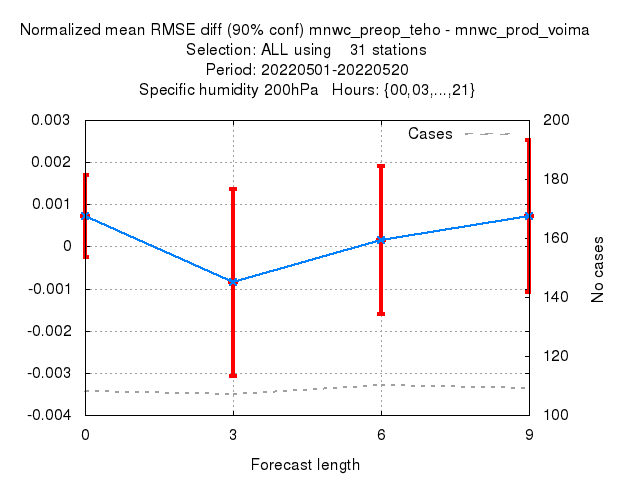 Normalized mean RMSE diff (90% conf) mnwc_preop_teho - mnwc_prod_voima
Selection: ALL using    31 stations
Period: 20220501-20220520
Specific humidity 200hPa   Hours: {00,03,...,21}
Cases
0.003
0.002
0.001
0
-0.001
-0.002
-0.003
-0.004
200
180
160
140
120
100
No cases
0 3 6 9
Forecast length